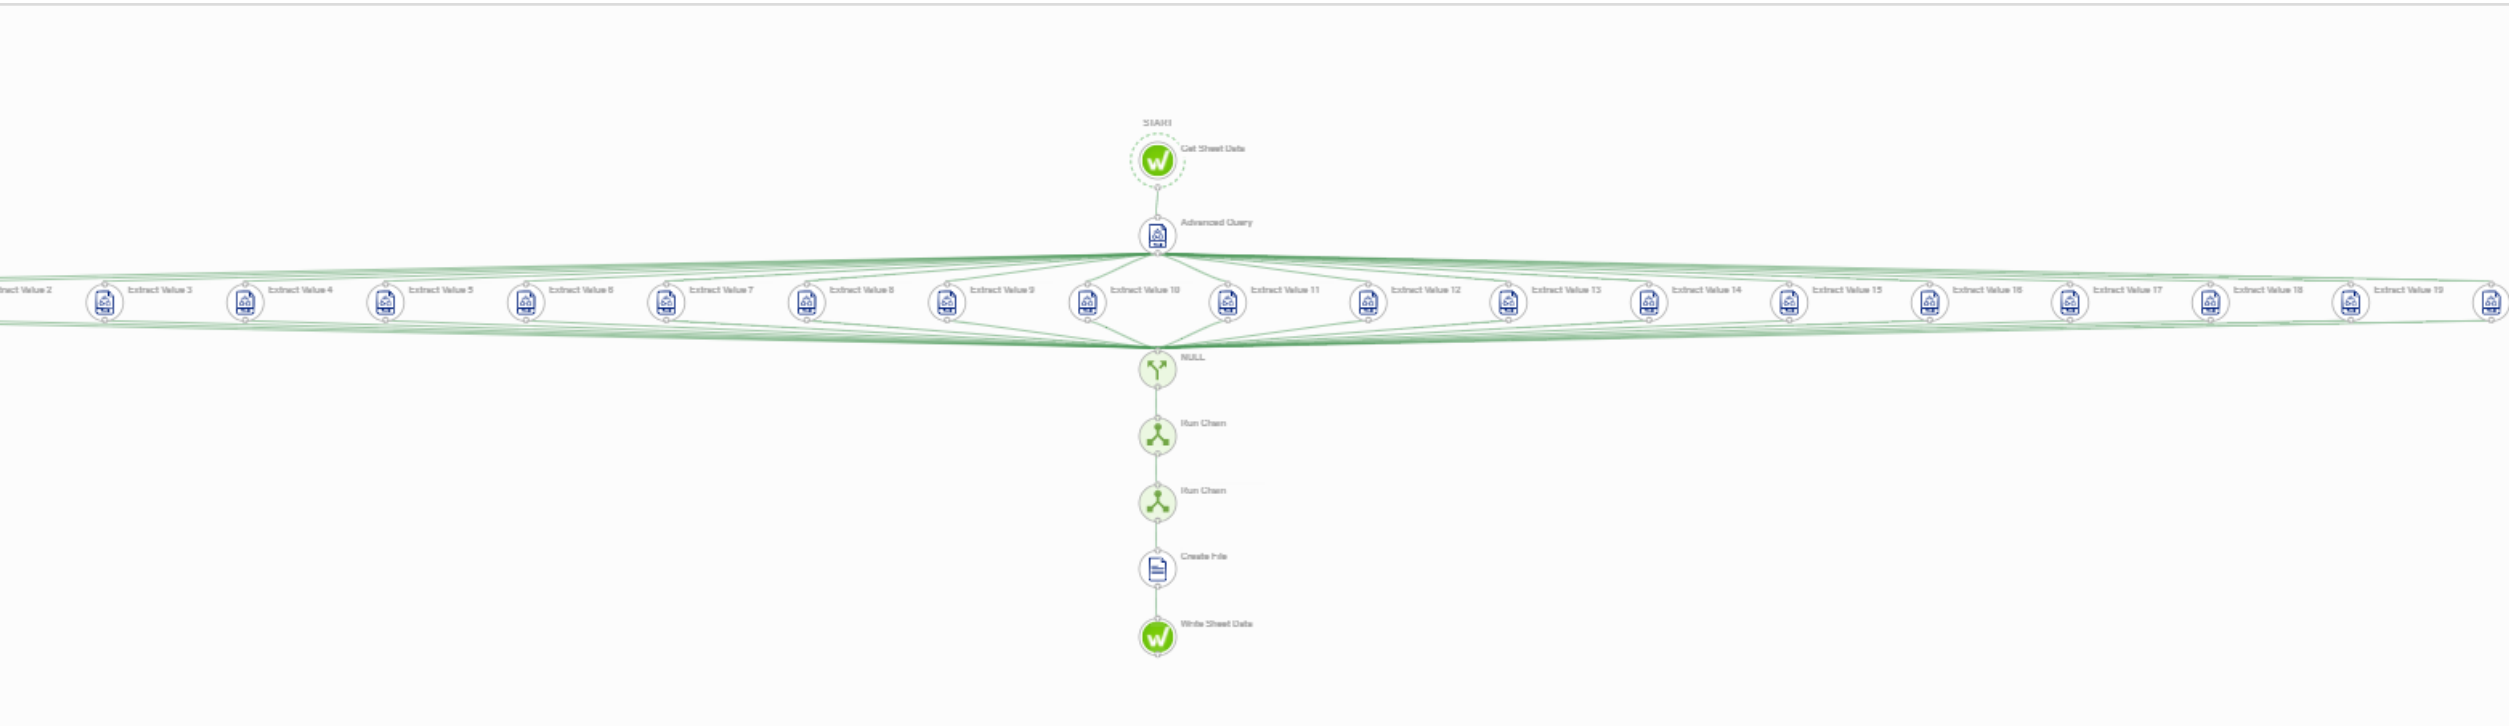 START
Get Sheet Data
Advanced Query
ract Value 2
Extract Value 3
Extract Value 4
Extract Value 5
Extract Value 6
Extract Value 7
Extract Value 8
Extract Value 9
Extract Value 10
Extract Value 11
Extract Value 12
Extract Value 13
Extract Value 14
Extract Value 15
Extract Value 16
Extract Value 17
Extract Value 18
Extract Value 19
NULL
Run Chain
Run Chain
Create File
Write Sheet Data